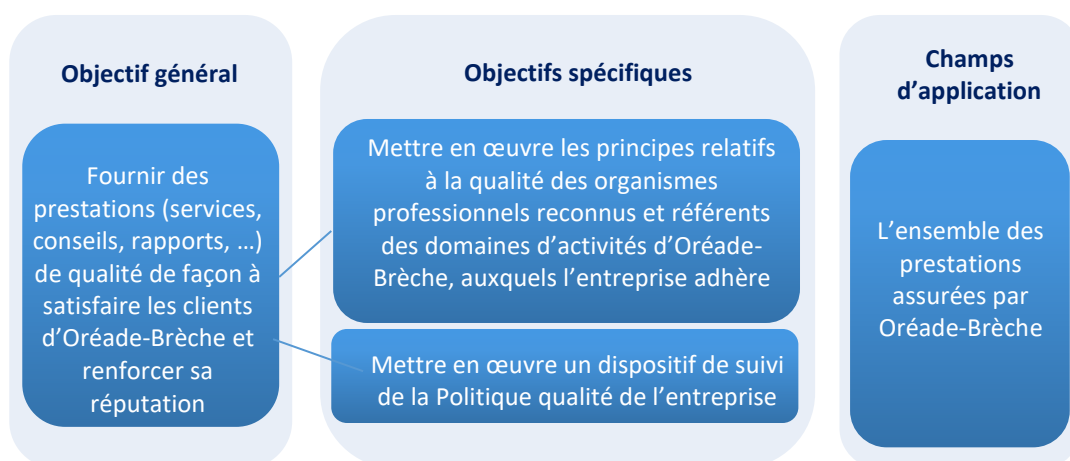 Objectif général
Fournir des
prestations (services,
conseils, rapports, …)
de qualité de façon à
satisfaire les clients
d’Oréade-Brèche et
renforcer sa
réputation
Objectifs spécifiques
Mettre en œuvre les principes relatifs
à la qualité des organismes
professionnels reconnus et référents
des domaines d’activités d’Oréade-
Brèche, auxquels l’entreprise adhère
Mettre en œuvre un dispositif de suivi
de la Politique qualité de l’entreprise
Champs
d’application
L’ensemble des
prestations
assurées par
Oréade-Brèche